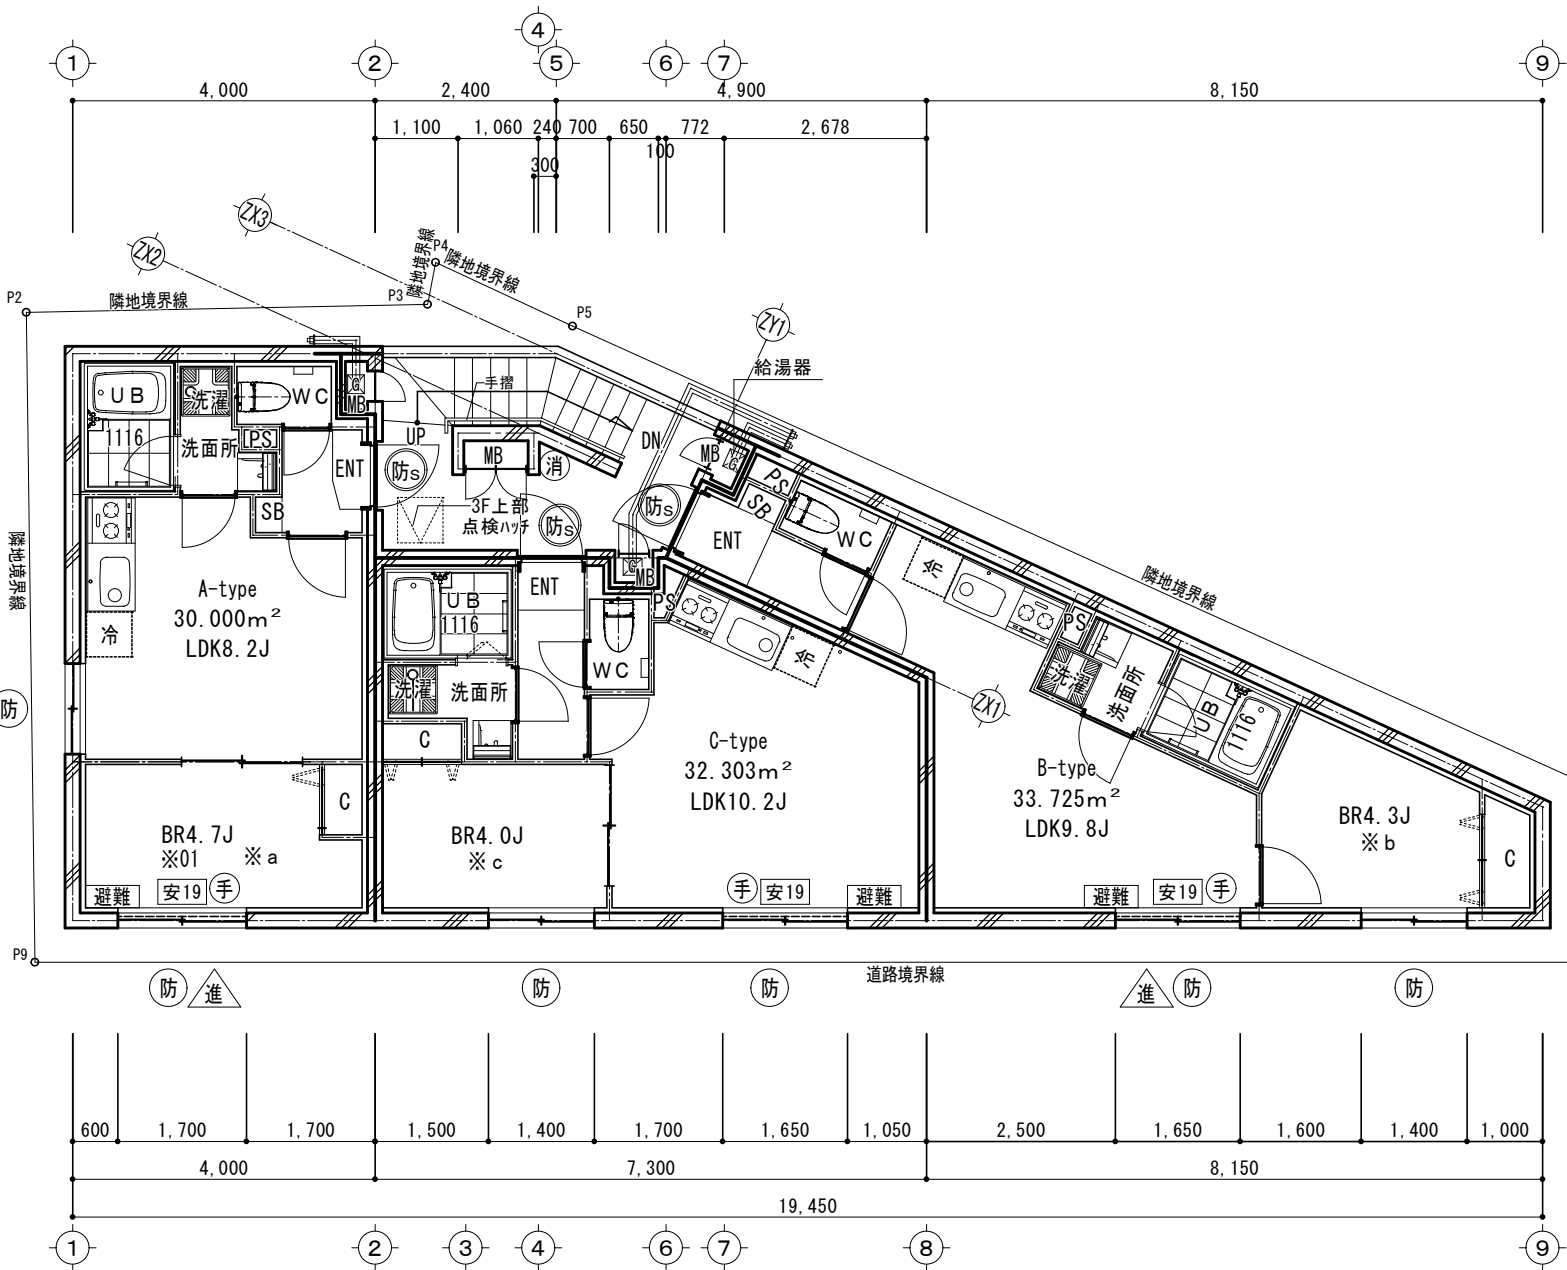 ④
① ② ⑤ ⑥ ⑦ ⑨
4,000 2,400 4,900 8,150
1,100 1,060 240 700 650 772 2,678
100
300
ZX3
ZX2
P4
隣地境界線
隣地境界線
P2
隣地境界線
P3
P5
ZY1
給湯器
UB
洗濯
WC
G
MB
手摺
1116
洗面所
PS
ENT
UP
DN
防s
MB
消
MB
G
PS
SB
SB
3F上部
点検ハッチ
防s
防s
ENT
WC
隣地境界線
A-type
30.000m²
LDK8.2J
冷
UB
1116
ENT
G
MB
PS
WC
冷
冷
隣地境界線
PS
洗濯
洗面所
UB
1116
洗濯
洗面所
C
ZX1
防
C-type
32.303m²
LDK10.2J
B-type
33.725m²
LDK9.8J
C
BR4.7J
※01 ※a
BR4.0J
※c
BR4.3J
※b
C
避難 安19 手
手 安19 避難
避難 安19 手
P9
道路境界線
防 進 防 防 進 防 防
600 1,700 1,700 1,500 1,400 1,700 1,650 1,050 2,500 1,650 1,600 1,400 1,000
4,000 7,300 8,150
19,450
① ② ③ ④ ⑥ ⑦ ⑧ ⑨